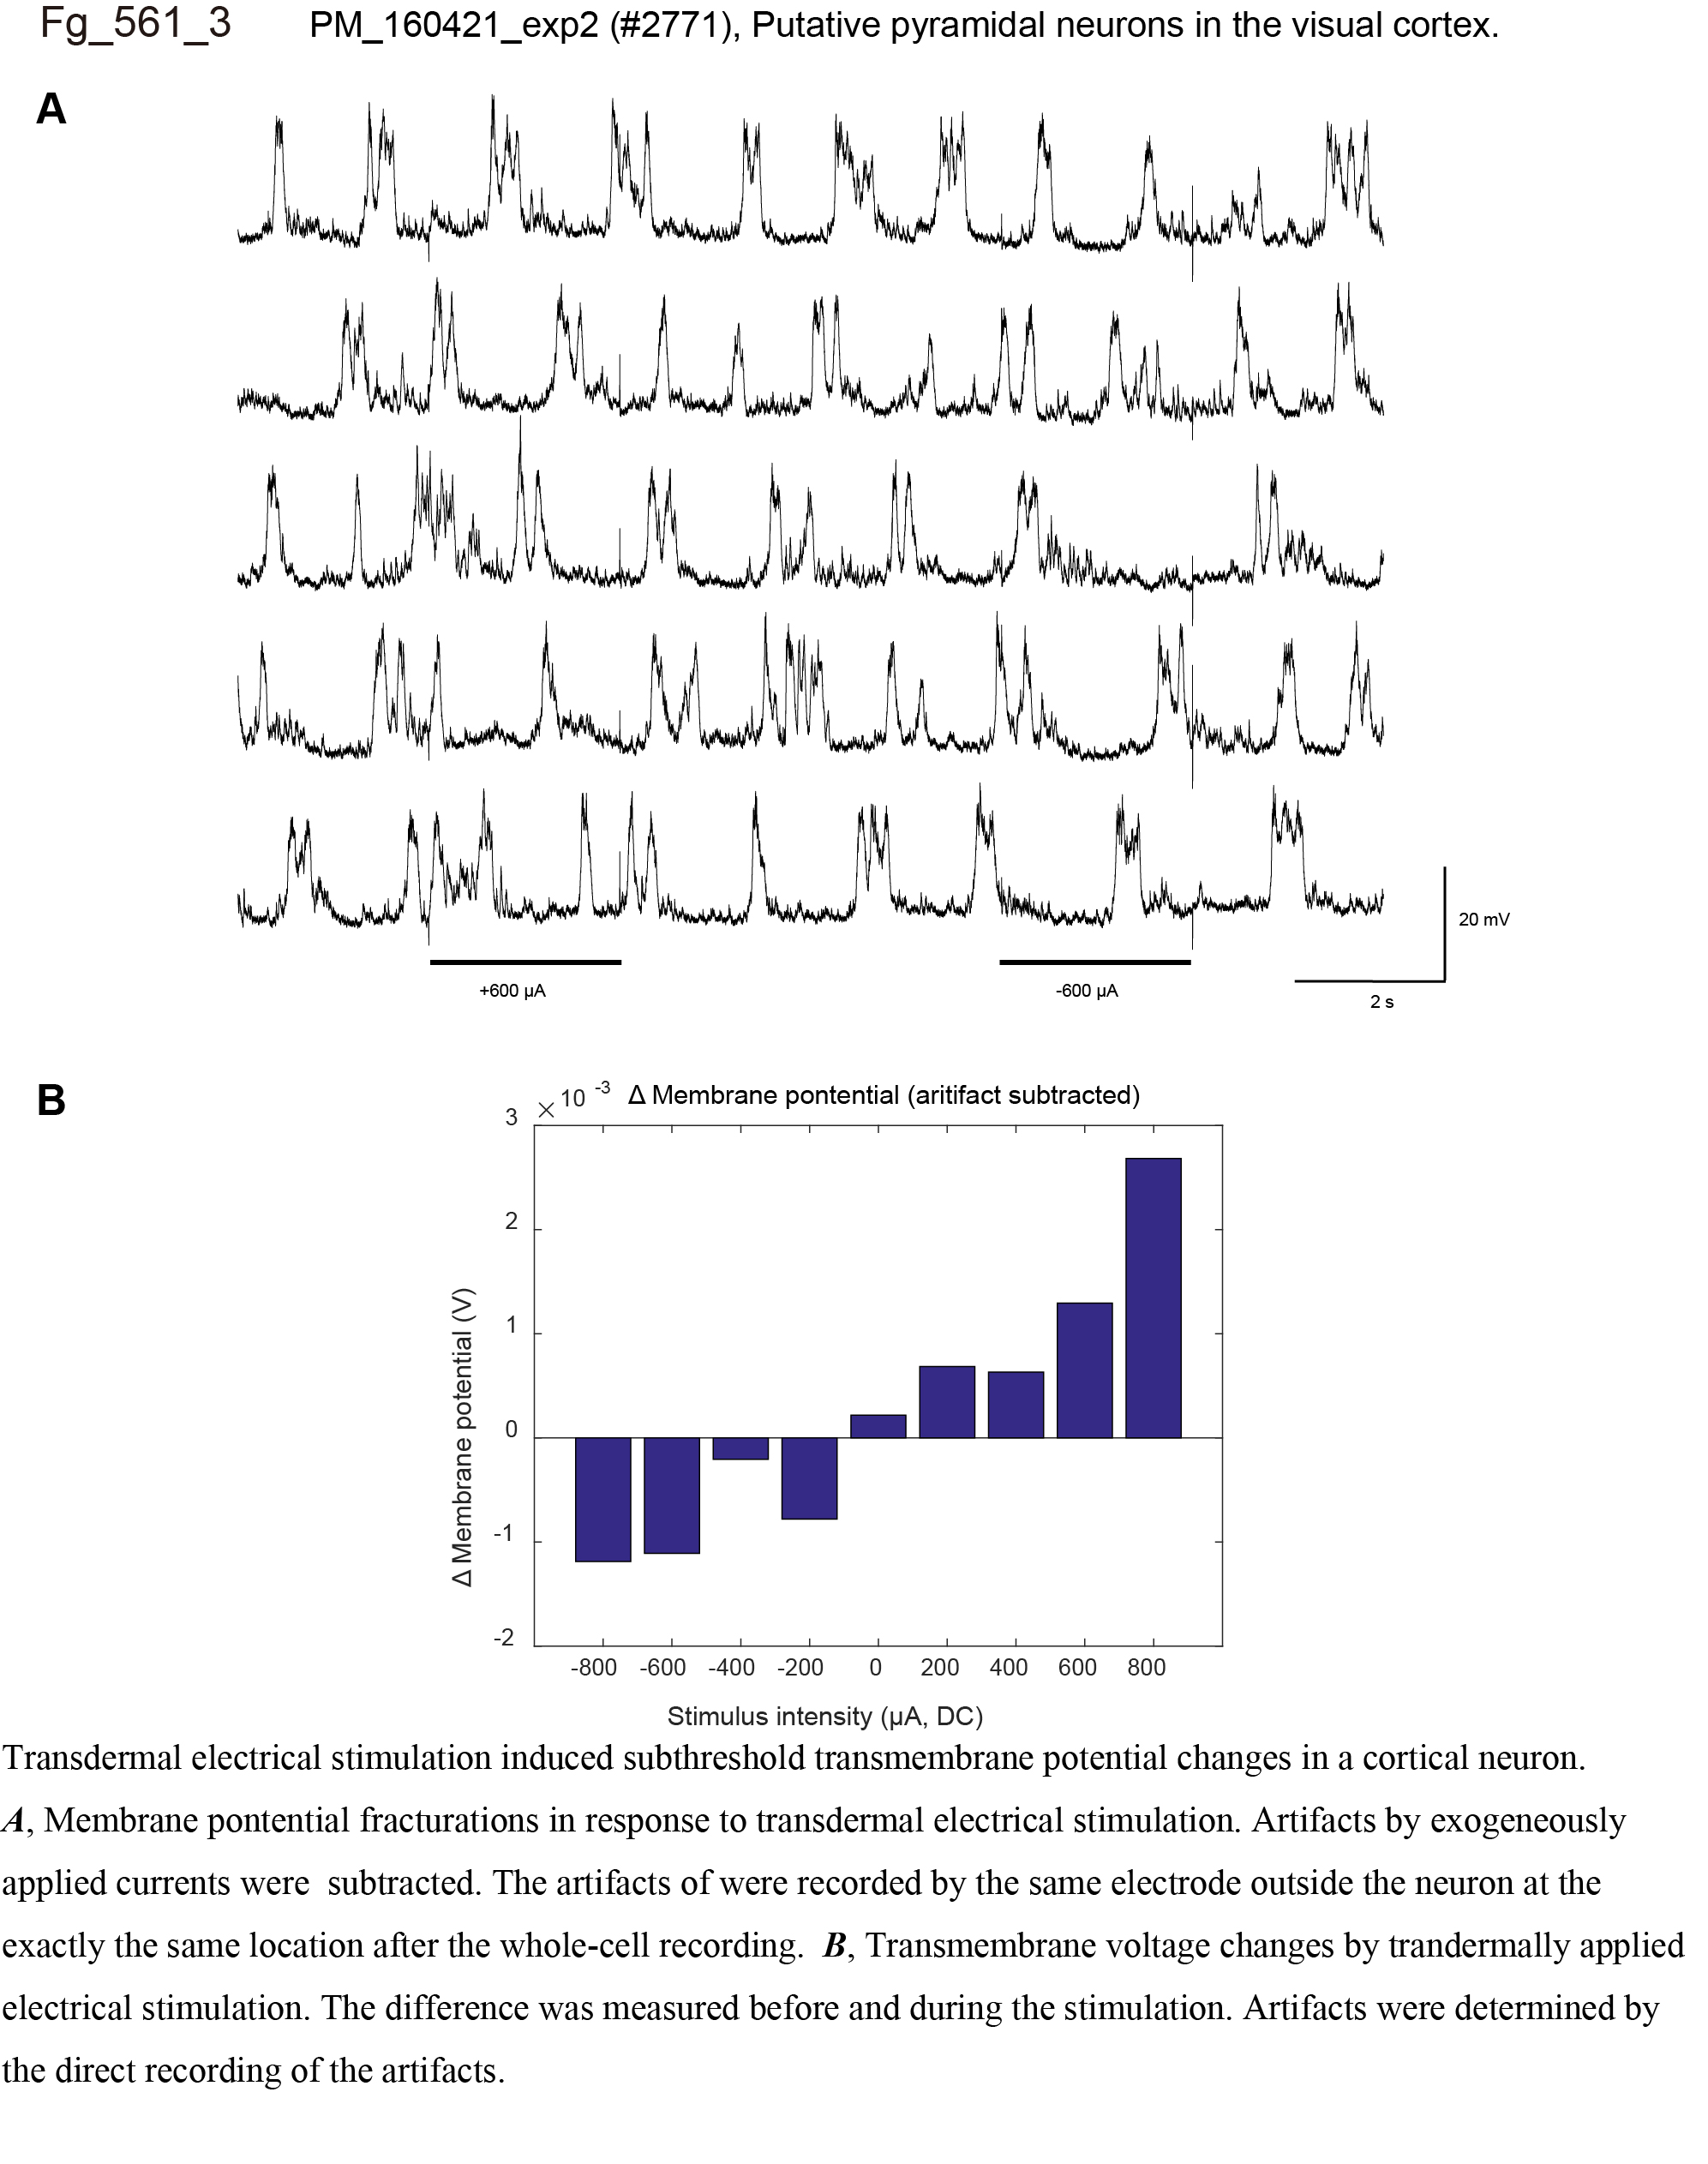 Fg_561_3 PM_160421_exp2 (#2771), Putative pyramidal neurons in the visual cortex.
A
20 mV
+600 µA -600 µA 2 s
B
×10 -3 Δ Membrane pontential (aritifact subtracted)
3
2
1
0
-1
-2
Δ Membrane potential (V)
-800 -600 -400 -200 0 200 400 600 800
Stimulus intensity (µA, DC)
Transdermal electrical stimulation induced subthreshold transmembrane potential changes in a cortical neuron.
A, Membrane pontential fracturations in response to transdermal electrical stimulation. Artifacts by exogeneously
applied currents were subtracted. The artifacts of were recorded by the same electrode outside the neuron at the
exactly the same location after the whole-cell recording. B, Transmembrane voltage changes by trandermally applied
electrical stimulation. The difference was measured before and during the stimulation. Artifacts were determined by
the direct recording of the artifacts.